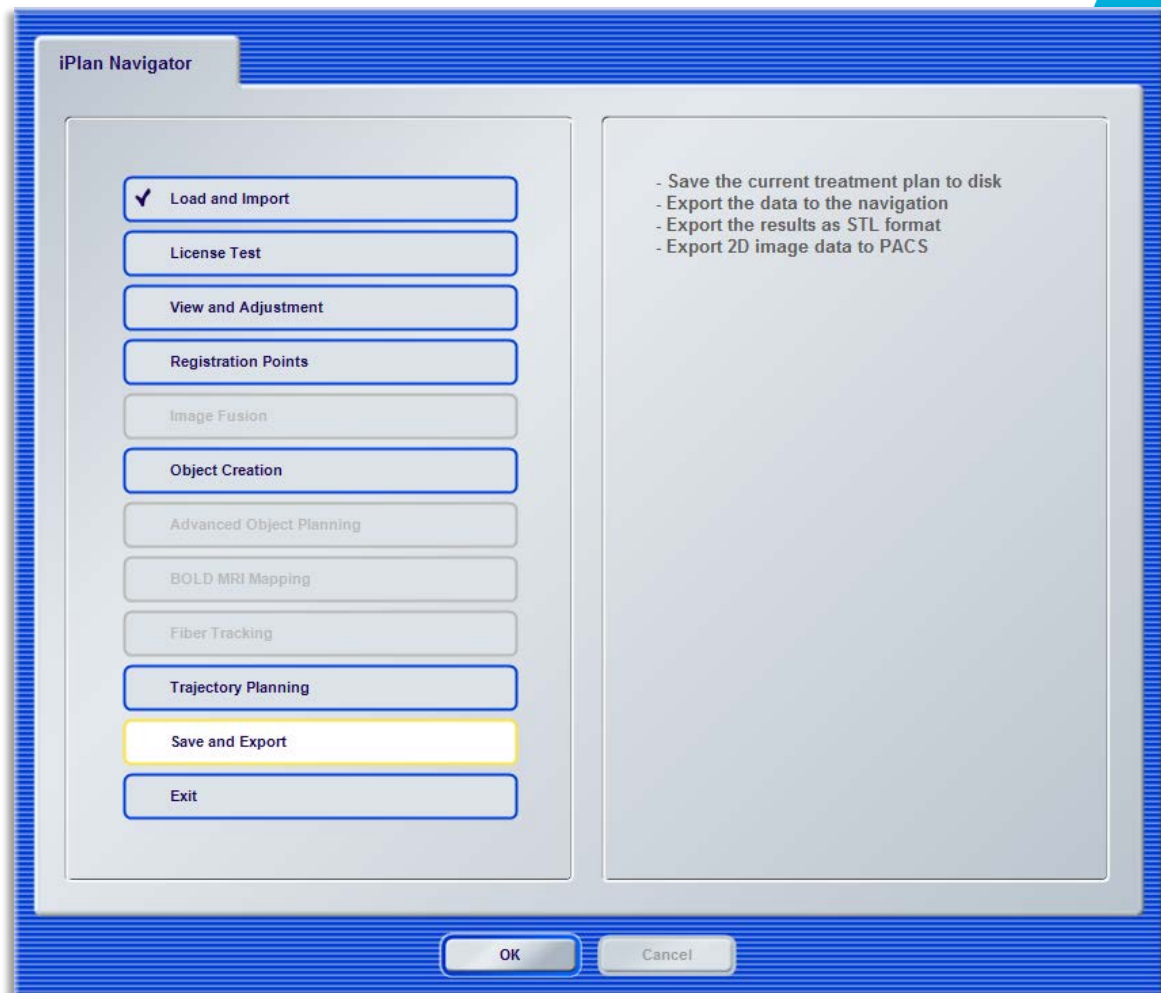 iPlan Navigator
Load and Import
License Test
View and Adjustment
Registration Points
Image Fusion
Object Creation
Advanced Object Planning
BOLD MRI Mapping
Fiber Tracking
Trajectory Planning
Save and Export
Exit
- Save the current treatment plan to disk
- Export the data to the navigation
- Export the results as STL format
- Export 2D image data to PACS
OK
Cancel